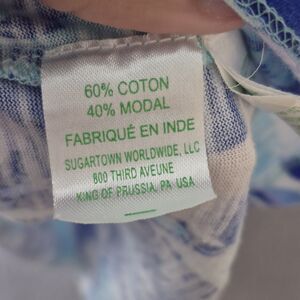 60% COTON
40% MODAL
FABRIQUÉ EN INDE
SUGARTOWN WORLDWIDE, LLC
800 THIRD AVEUNE
KING OF PRUSSIA, PA USA